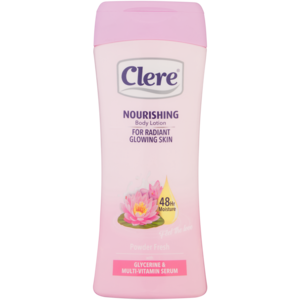 Clere
NOURISHING
Body Lotion
FOR RADIANT
GLOWING SKIN
48Hr
Moisture
GLYCERINE &
MULTI-VITAMIN SERUM